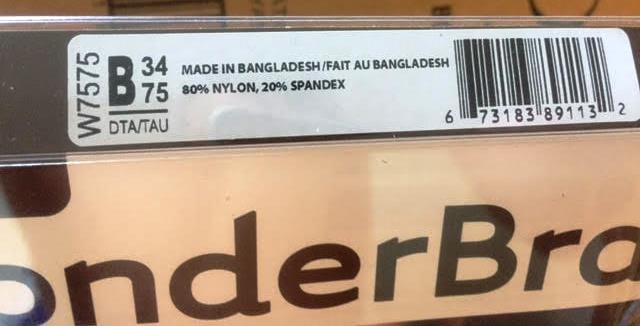 W7575
B 34
75
DTA/TAU
MADE IN BANGLADESH/FAIT AU BANGLADESH
80% NYLON, 20% SPANDEX
6 73183 89113 2
onderBra